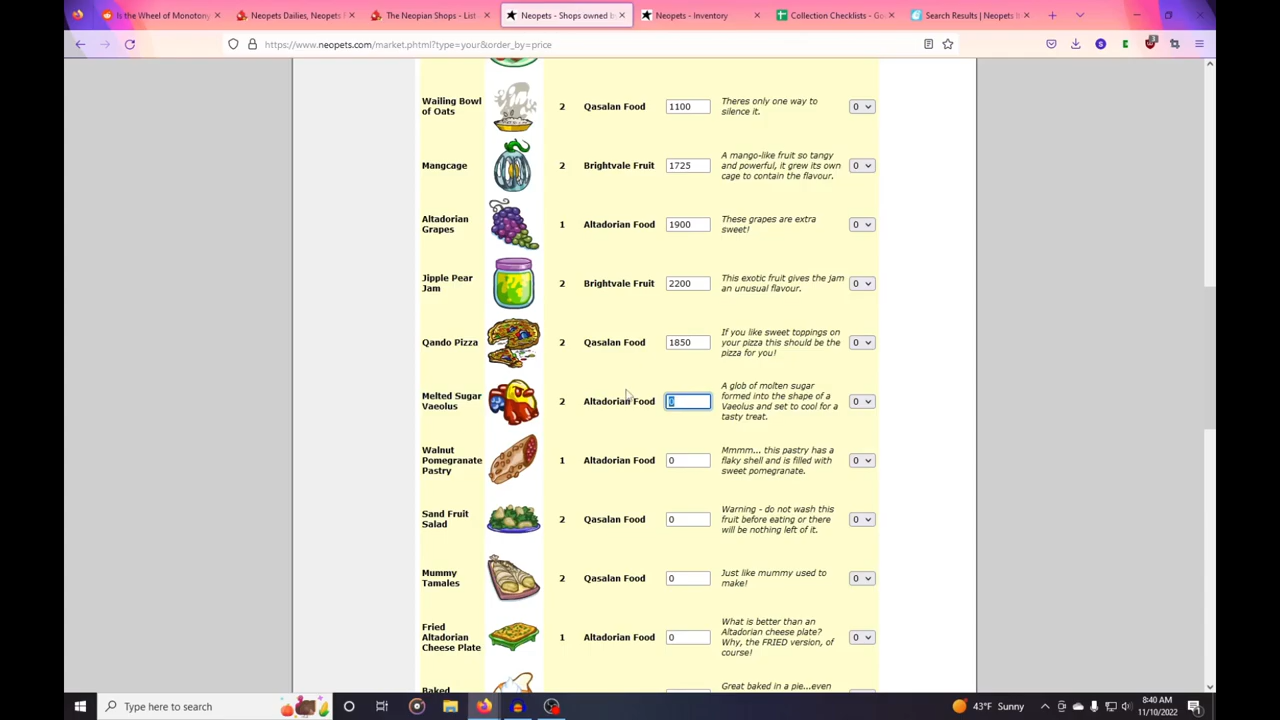 Is the Wheel of Monotony
Neopets Dailies, Neopets F
The Neopian Shops - List
Neopets - Shops owned b
Neopets - Inventory
Collection Checklists - Goo
Search Results | Neopets It
https://www.neopets.com/market.phtml?type=your&order_by=price
Wailing Bowl
of Oats
2
Qasalan Food
1100
Theres only one way to
silence it.
0
Mangcage
2
Brightvale Fruit
1725
A mango-like fruit so tangy
and powerful, it grew its own
cage to contain the flavour.
0
Altadorian
Grapes
1
Altadorian Food
1900
These grapes are extra
sweet!
0
Jipple Pear
Jam
2
Brightvale Fruit
2200
This exotic fruit gives the jam
an unusual flavour.
0
Qando Pizza
2
Qasalan Food
1850
If you like sweet toppings on
your pizza this should be the
pizza for you!
0
Melted Sugar
Vaeolus
2
Altadorian Food
0
A glob of molten sugar
formed into the shape of a
Vaeolus and set to cool for a
tasty treat.
0
Walnut
Pomegranate
Pastry
1
Altadorian Food
0
Mmmm... this pastry has a
flaky shell and is filled with
sweet pomegranate.
0
Sand Fruit
Salad
2
Qasalan Food
0
Warning - do not wash this
fruit before eating or there
will be nothing left of it.
0
Mummy
Tamales
2
Qasalan Food
0
Just like mummy used to
make!
0
Fried
Altadorian
Cheese Plate
1
Altadorian Food
0
What is better than an
Altadorian cheese plate?
Why, the FRIED version, of
course!
0
Baked
Great baked in a pie...even
Type here to search
43°F Sunny
8:40 AM
11/10/2022